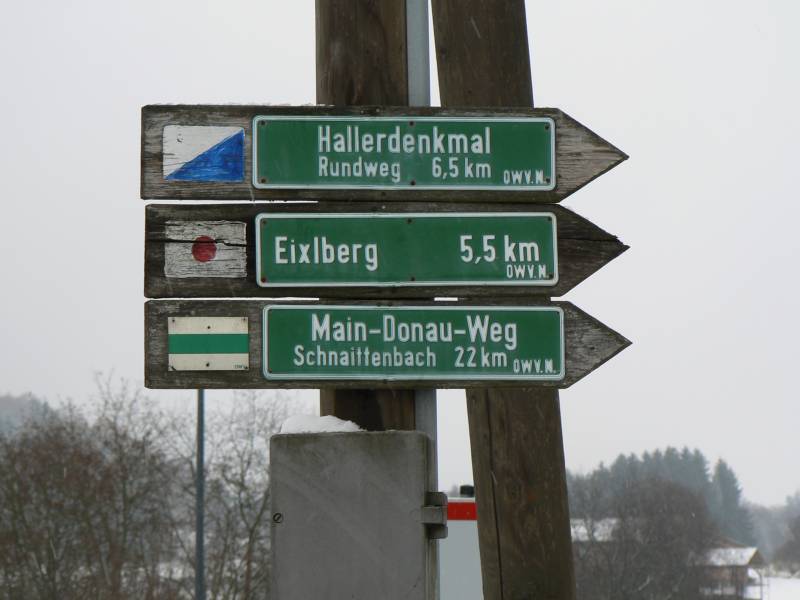 Hallerdenkmal
Rundweg 6,5 km OWV.N.
Eixlberg 5,5 km
OWV.N.
Main-Donau-Weg
Schnaittenbach 22 km OWV.N.